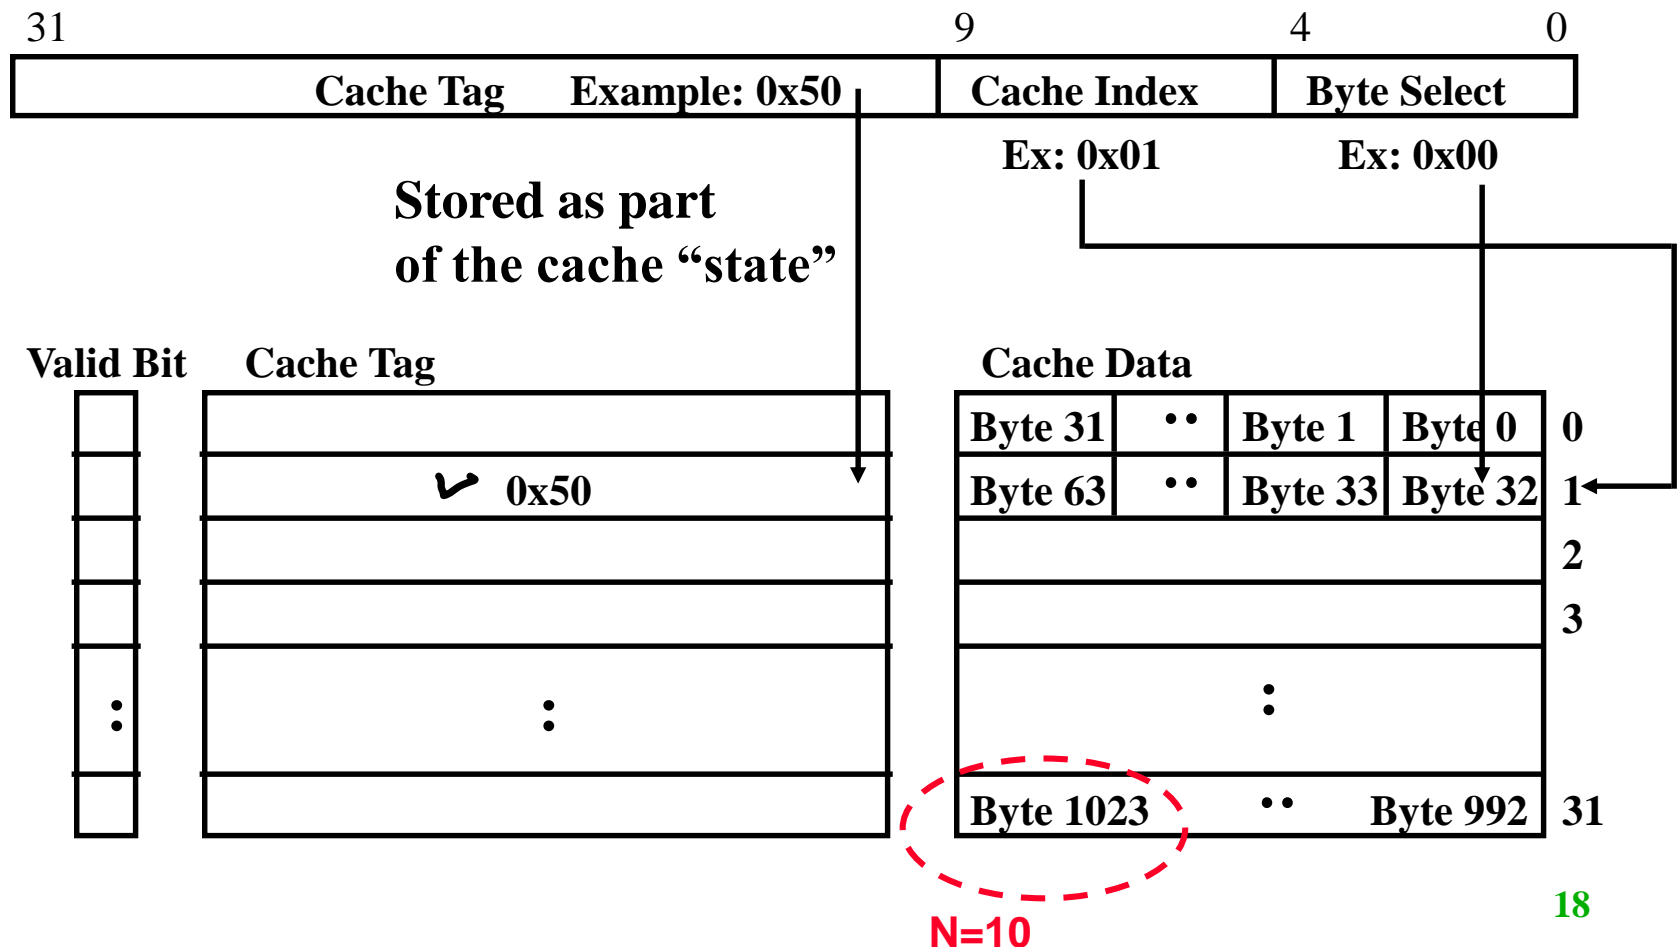 31 9 4 0
Cache Tag Example: 0x50 Cache Index Byte Select
Ex: 0x01 Ex: 0x00
Stored as part
of the cache “state”
Valid Bit Cache Tag Cache Data
Byte 31 •• Byte 1 Byte 0 0
0x50 Byte 63 •• Byte 33 Byte 32 1
2
3
: : :
Byte 1023 •• Byte 992 31
18
N=10